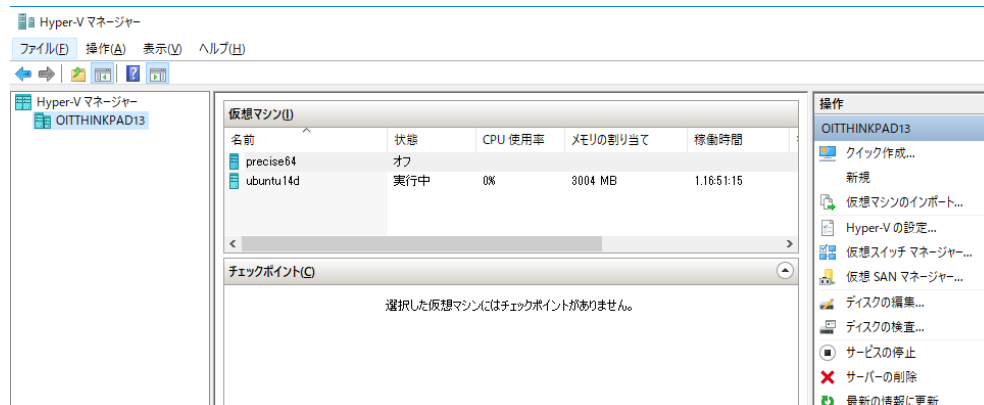 Hyper-V マネージャー
ファイル(F) 操作(A) 表示(V) ヘルプ(H)
Hyper-V マネージャー
OITTHINKPAD13
仮想マシン(I)
名前 状態 CPU 使用率 メモリの割り当て 稼働時間
precise64 オフ
ubuntu14d 実行中 0% 3004 MB 1.16:51:15
チェックポイント(C)
選択した仮想マシンにはチェックポイントがありません。
操作
OITTHINKPAD13
クイック作成...
新規
仮想マシンのインポート...
Hyper-V の設定...
仮想スイッチ マネージャー...
仮想 SAN マネージャー...
ディスクの編集...
ディスクの検査...
サービスの停止
サーバーの削除
最新の情報に更新